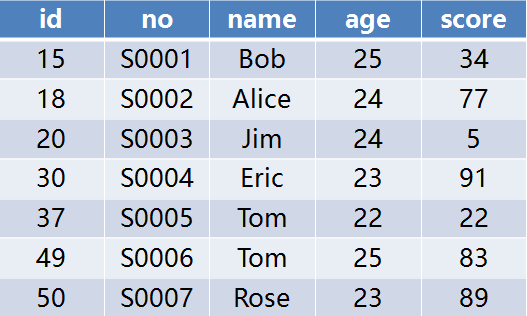 id no name age score
15 S0001 Bob 25 34
18 S0002 Alice 24 77
20 S0003 Jim 24 5
30 S0004 Eric 23 91
37 S0005 Tom 22 22
49 S0006 Tom 25 83
50 S0007 Rose 23 89